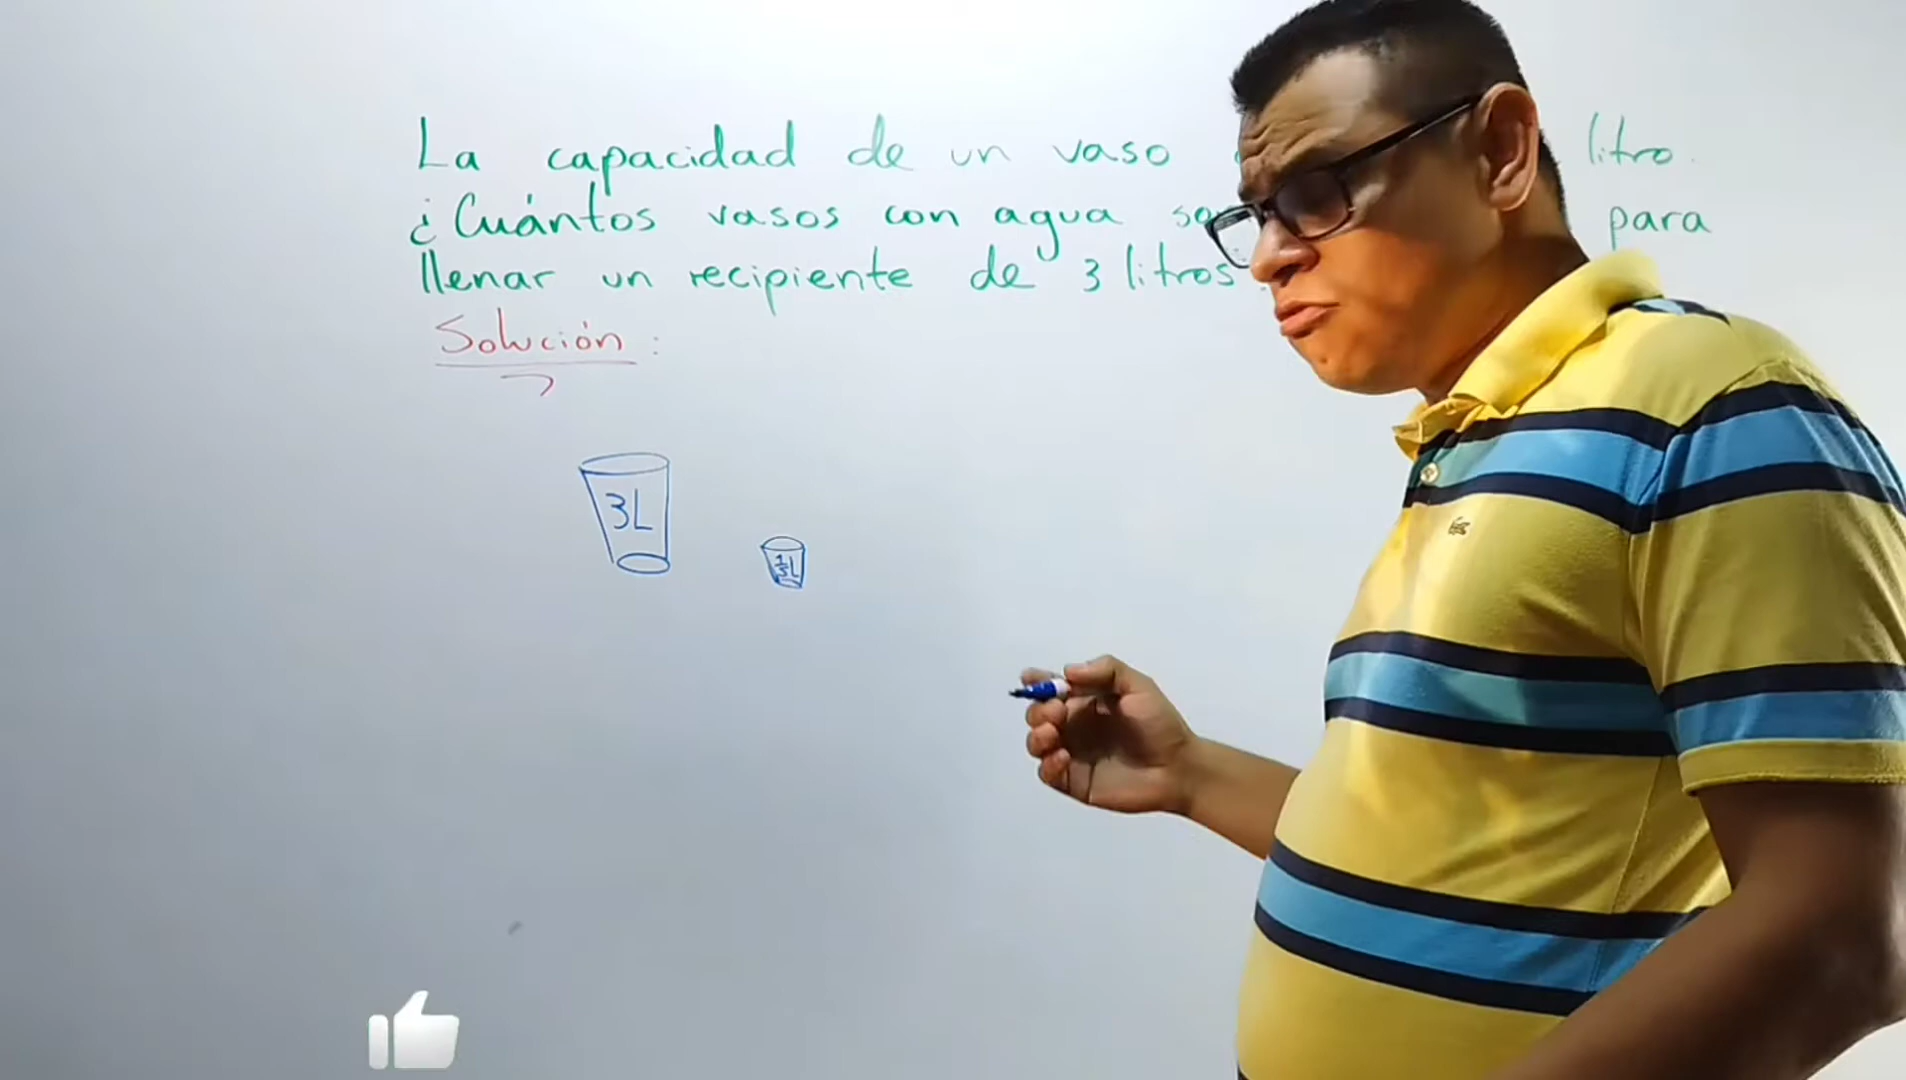 La capacidad de un vaso litro.
¿Cuántos vasos con agua para
llenar un recipiente de 3 litros
Solución:
3L